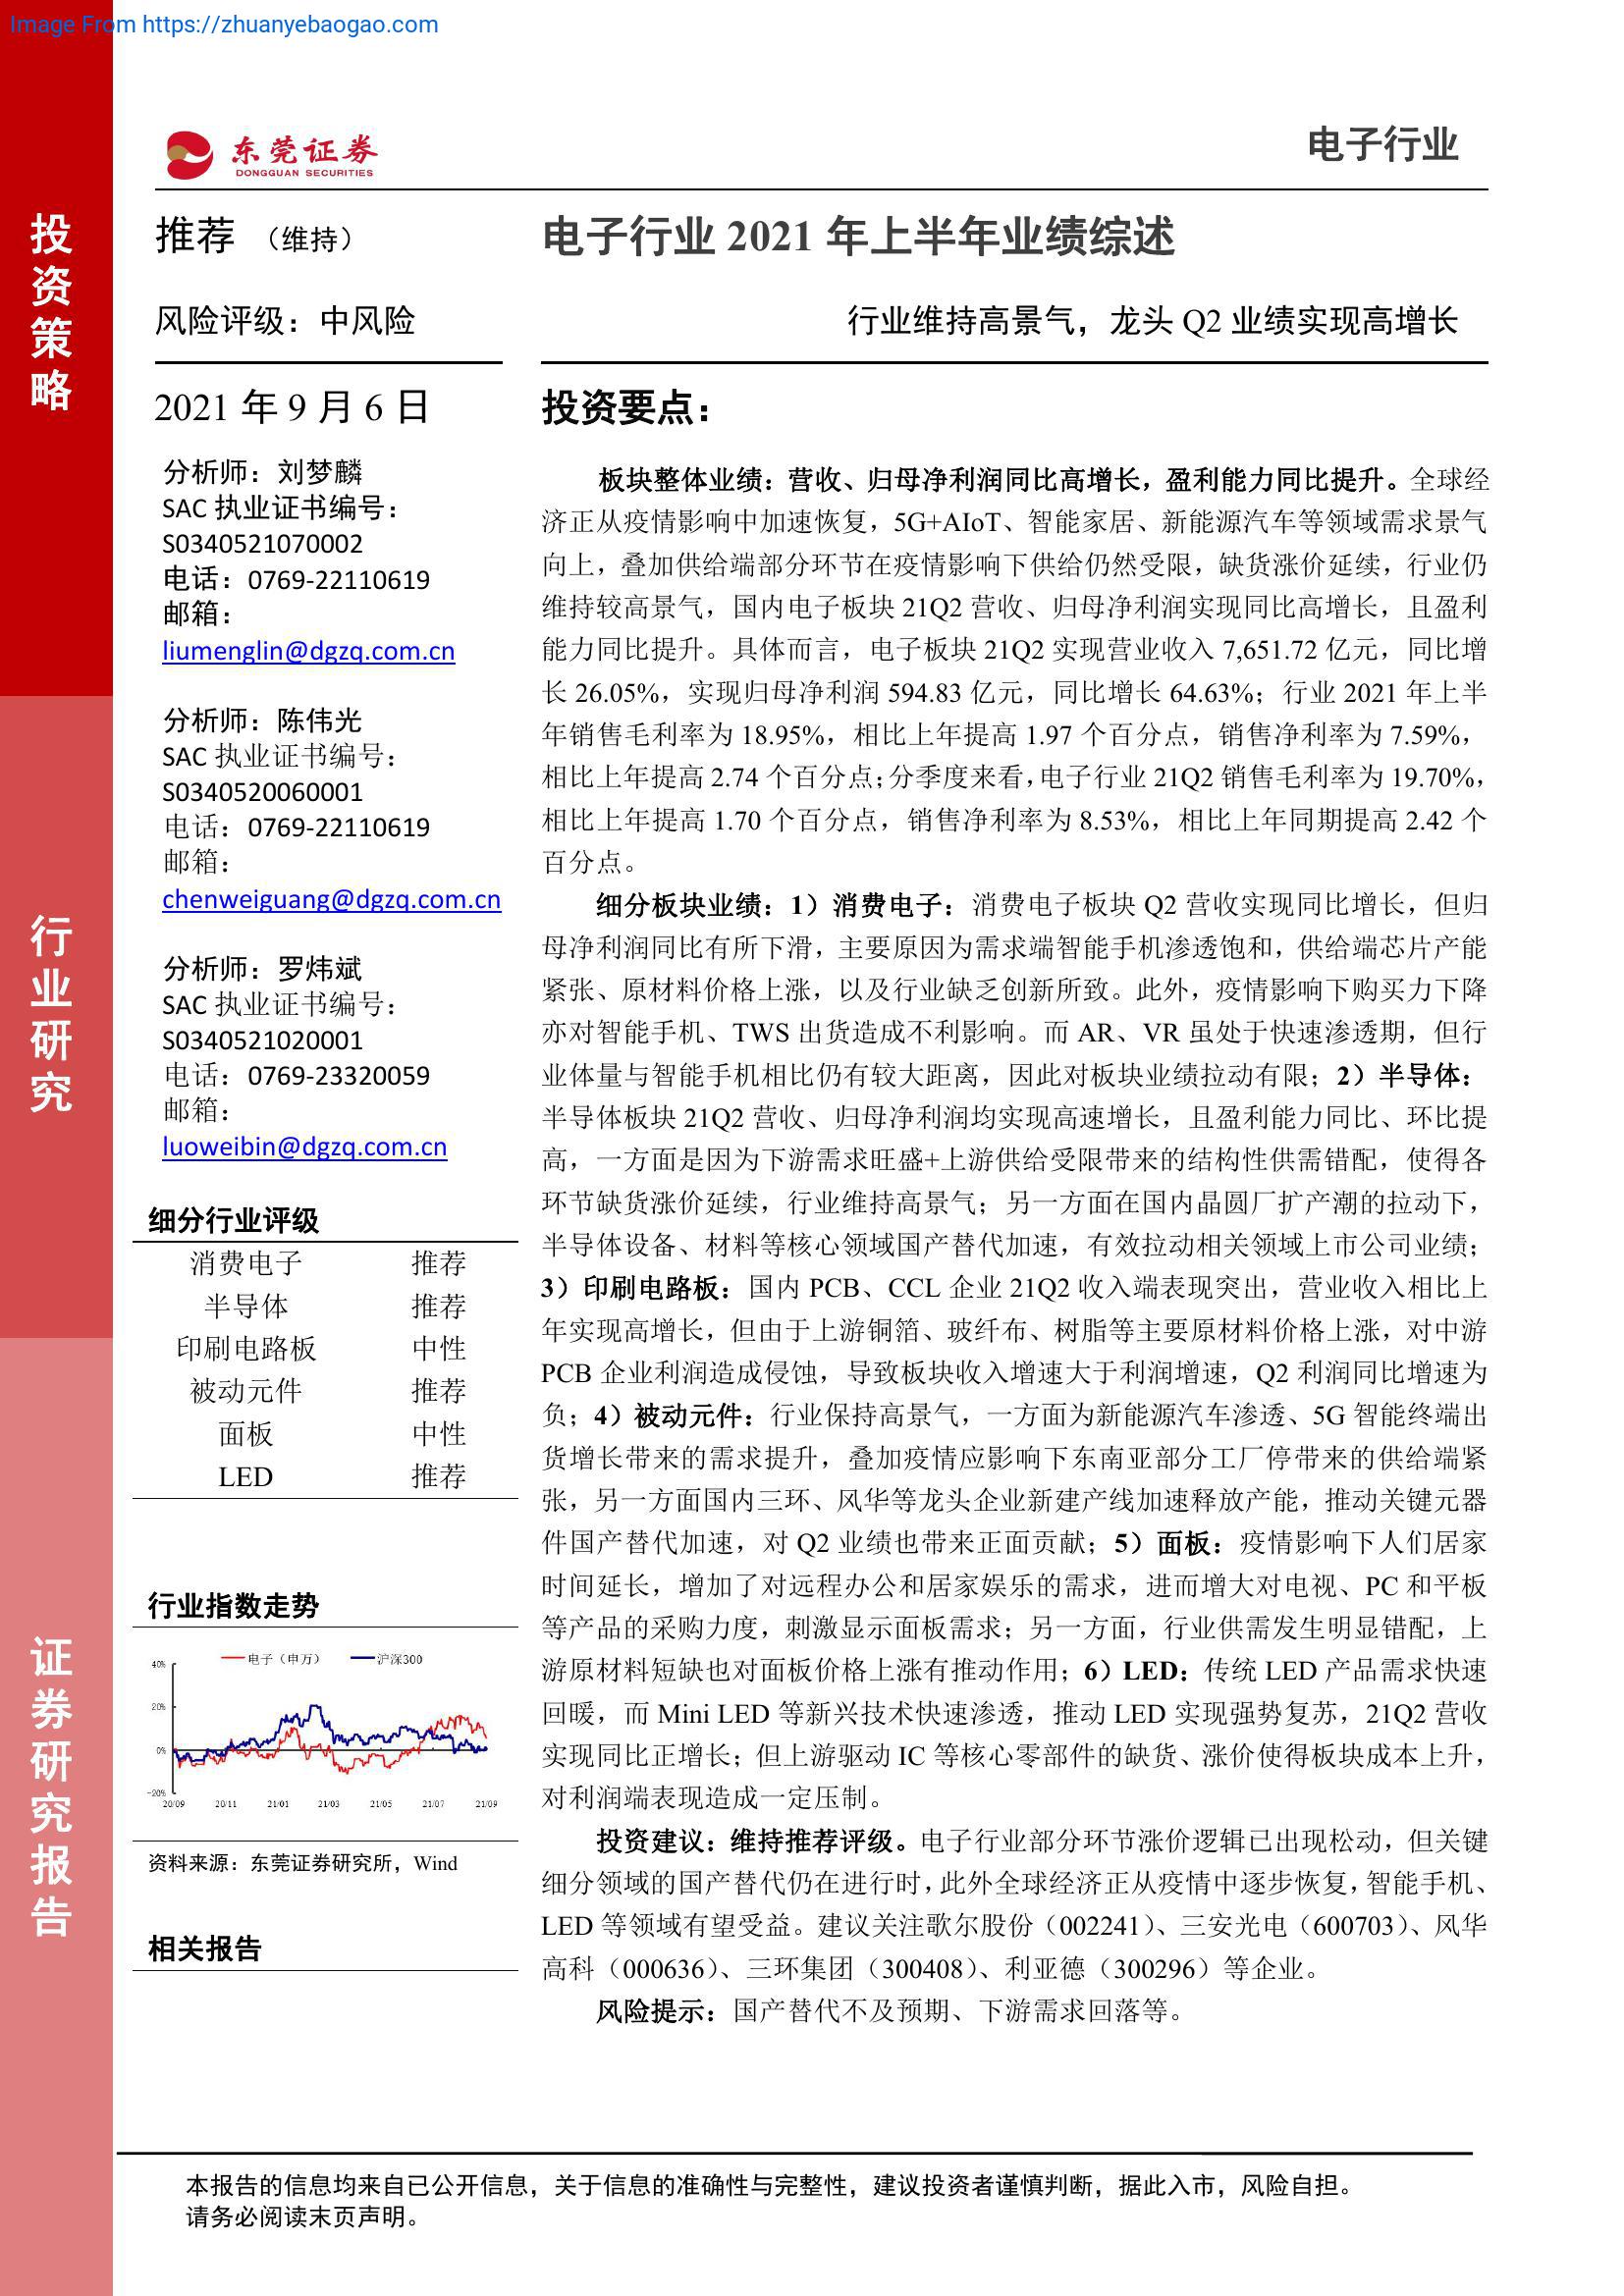 Image From https://zhuanyebaogao.com
东莞证券
DONGGUAN SECURITIES
电子行业
投资策略
行业研究
证券研究报告
推荐 （维持）
电子行业 2021 年上半年业绩综述
风险评级：中风险
行业维持高景气，龙头 Q2 业绩实现高增长
2021 年 9 月 6 日
分析师：刘梦麟
SAC 执业证书编号：
S0340521070002
电话：0769-22110619
邮箱：
liumenglin@dgzq.com.cn
分析师：陈伟光
SAC 执业证书编号：
S0340520060001
电话：0769-22110619
邮箱：
chenweiguang@dgzq.com.cn
分析师：罗炜斌
SAC 执业证书编号：
S0340521020001
电话：0769-23320059
邮箱：
luoweibin@dgzq.com.cn
细分行业评级
消费电子 推荐
半导体 推荐
印刷电路板 中性
被动元件 推荐
面板 中性
LED 推荐
行业指数走势
电子（申万） 沪深300
40%
20%
0%
-20%
20/09 20/11 21/01 21/03 21/05 21/07 21/09
资料来源：东莞证券研究所，Wind
相关报告
投资要点：
板块整体业绩：营收、归母净利润同比高增长，盈利能力同比提升。全球经
济正从疫情影响中加速恢复，5G+AIoT、智能家居、新能源汽车等领域需求景气
向上，叠加供给端部分环节在疫情影响下供给仍然受限，缺货涨价延续，行业仍
维持较高景气，国内电子板块 21Q2 营收、归母净利润实现同比高增长，且盈利
能力同比提升。具体而言，电子板块 21Q2 实现营业收入 7,651.72 亿元，同比增
长 26.05%，实现归母净利润 594.83 亿元，同比增长 64.63%；行业 2021 年上半
年销售毛利率为 18.95%，相比上年提高 1.97 个百分点，销售净利率为 7.59%，
相比上年提高 2.74 个百分点；分季度来看，电子行业 21Q2 销售毛利率为 19.70%，
相比上年提高 1.70 个百分点，销售净利率为 8.53%，相比上年同期提高 2.42 个
百分点。
细分板块业绩：1）消费电子：消费电子板块 Q2 营收实现同比增长，但归
母净利润同比有所下滑，主要原因为需求端智能手机渗透饱和，供给端芯片产能
紧张、原材料价格上涨，以及行业缺乏创新所致。此外，疫情影响下购买力下降
亦对智能手机、TWS 出货造成不利影响。而 AR、VR 虽处于快速渗透期，但行
业体量与智能手机相比仍有较大距离，因此对板块业绩拉动有限；2）半导体：
半导体板块 21Q2 营收、归母净利润均实现高速增长，且盈利能力同比、环比提
高，一方面是因为下游需求旺盛+上游供给受限带来的结构性供需错配，使得各
环节缺货涨价延续，行业维持高景气；另一方面在国内晶圆厂扩产潮的拉动下，
半导体设备、材料等核心领域国产替代加速，有效拉动相关领域上市公司业绩；
3）印刷电路板：国内 PCB、CCL 企业 21Q2 收入端表现突出，营业收入相比上
年实现高增长，但由于上游铜箔、玻纤布、树脂等主要原材料价格上涨，对中游
PCB 企业利润造成侵蚀，导致板块收入增速大于利润增速，Q2 利润同比增速为
负；4）被动元件：行业保持高景气，一方面为新能源汽车渗透、5G 智能终端出
货增长带来的需求提升，叠加疫情应影响下东南亚部分工厂停带来的供给端紧
张，另一方面国内三环、风华等龙头企业新建产线加速释放产能，推动关键元器
件国产替代加速，对 Q2 业绩也带来正面贡献；5）面板：疫情影响下人们居家
时间延长，增加了对远程办公和居家娱乐的需求，进而增大对电视、PC 和平板
等产品的采购力度，刺激显示面板需求；另一方面，行业供需发生明显错配，上
游原材料短缺也对面板价格上涨有推动作用；6）LED：传统 LED 产品需求快速
回暖，而 Mini LED 等新兴技术快速渗透，推动 LED 实现强势复苏，21Q2 营收
实现同比正增长；但上游驱动 IC 等核心零部件的缺货、涨价使得板块成本上升，
对利润端表现造成一定压制。
投资建议：维持推荐评级。电子行业部分环节涨价逻辑已出现松动，但关键
细分领域的国产替代仍在进行时，此外全球经济正从疫情中逐步恢复，智能手机、
LED 等领域有望受益。建议关注歌尔股份（002241）、三安光电（600703）、风华
高科（000636）、三环集团（300408）、利亚德（300296）等企业。
风险提示：国产替代不及预期、下游需求回落等。
本报告的信息均来自已公开信息，关于信息的准确性与完整性，建议投资者谨慎判断，据此入市，风险自担。
请务必阅读末页声明。